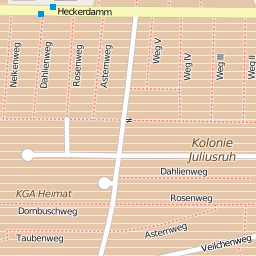 Heckerdamm
Nelkenweg
Dahlienweg
Rosenweg
Asternweg
Weg V
Weg IV
Weg III
Weg II
Kolonie
Juliusruh
Dahlienweg
KGA Heimat
Rosenweg
Dombuschweg
Asternweg
Taubenweg
Veilchenweg